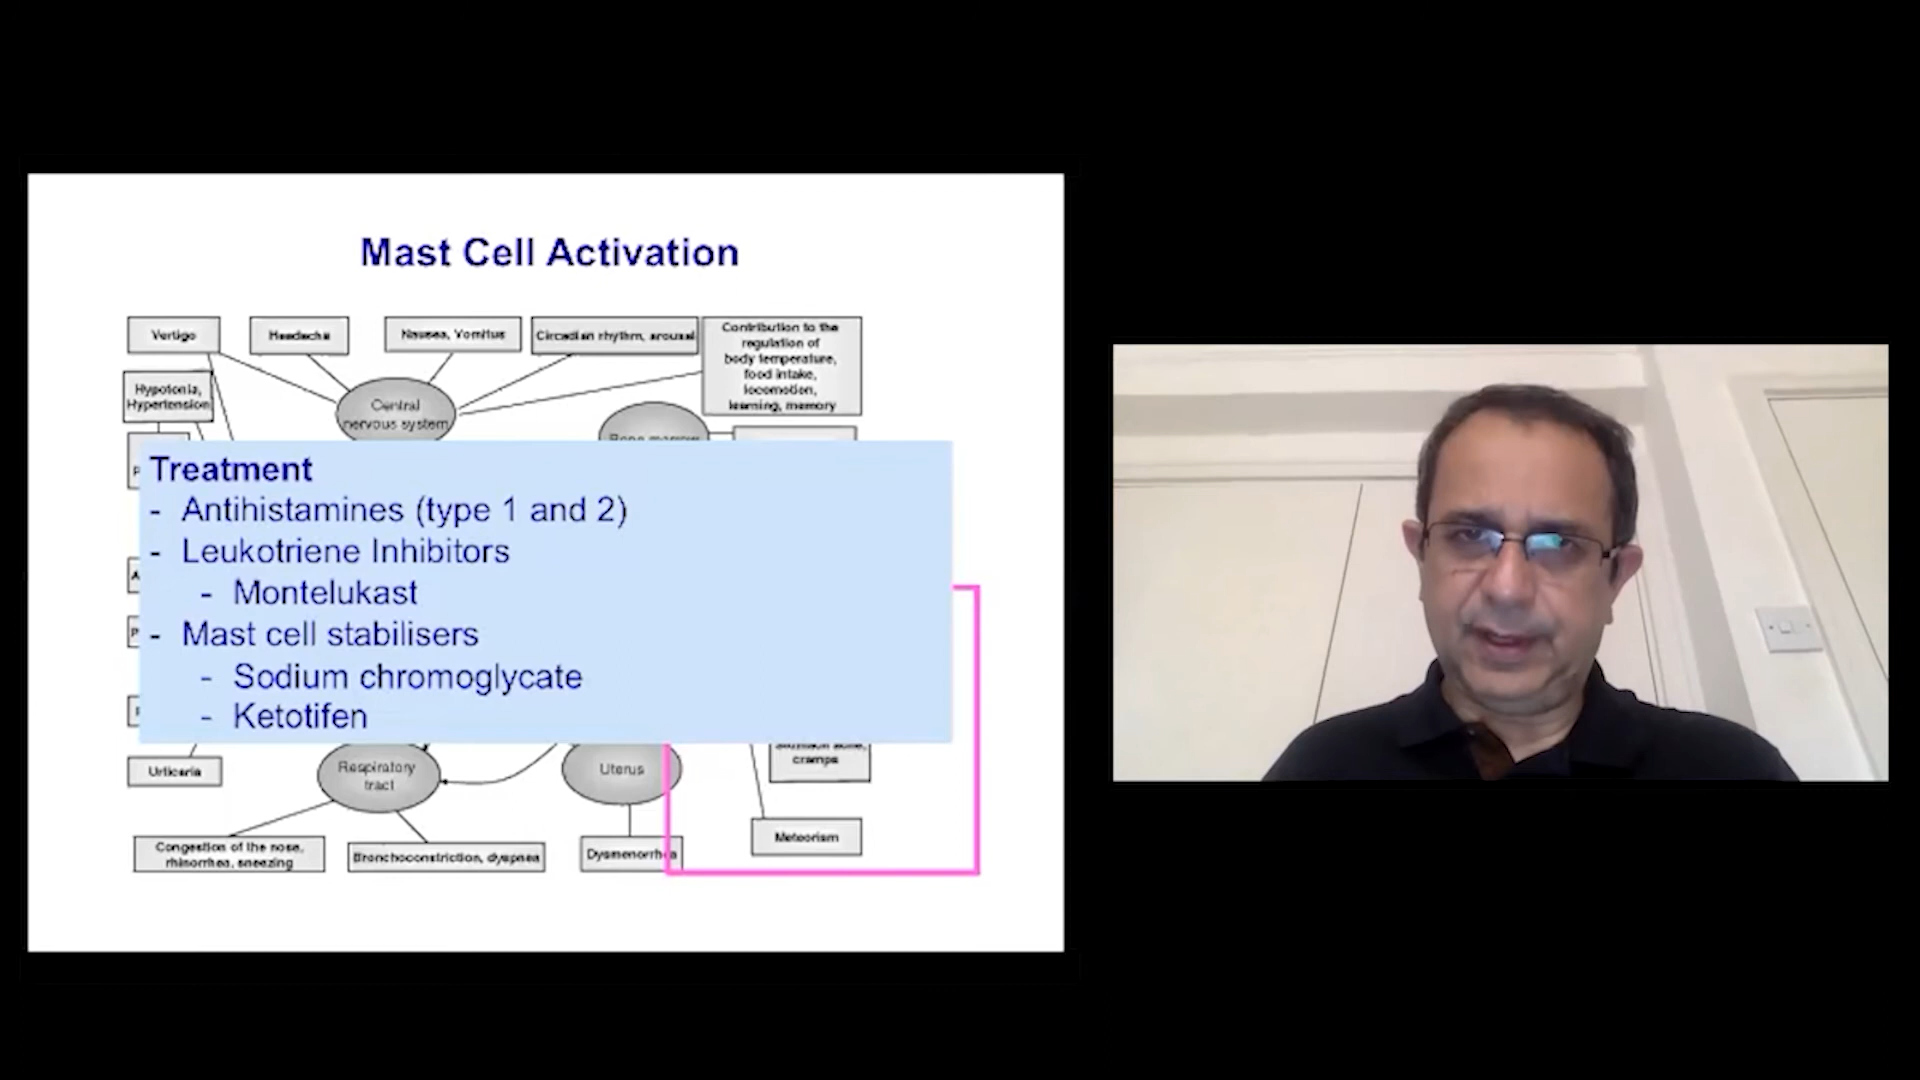 Mast Cell Activation
Vertigo
Headache
Nausea, Vomitus
Circadian rhythm, arousal
Contribution to the
regulation of
body temperature,
food intake,
locomotion,
learning, memory
Hypotonia,
Hypertension
Central
nervous system
Bone marrow
Treatment
- Antihistamines (type 1 and 2)
- Leukotriene Inhibitors
- Montelukast
- Mast cell stabilisers
- Sodium chromoglycate
- Ketotifen
cramps
Urticaria
Respiratory
tract
Uterus
Meteorism
Congestion of the nose,
rhinorrhea, sneezing
Bronchoconstriction, dyspnea
Dysmenorrhea